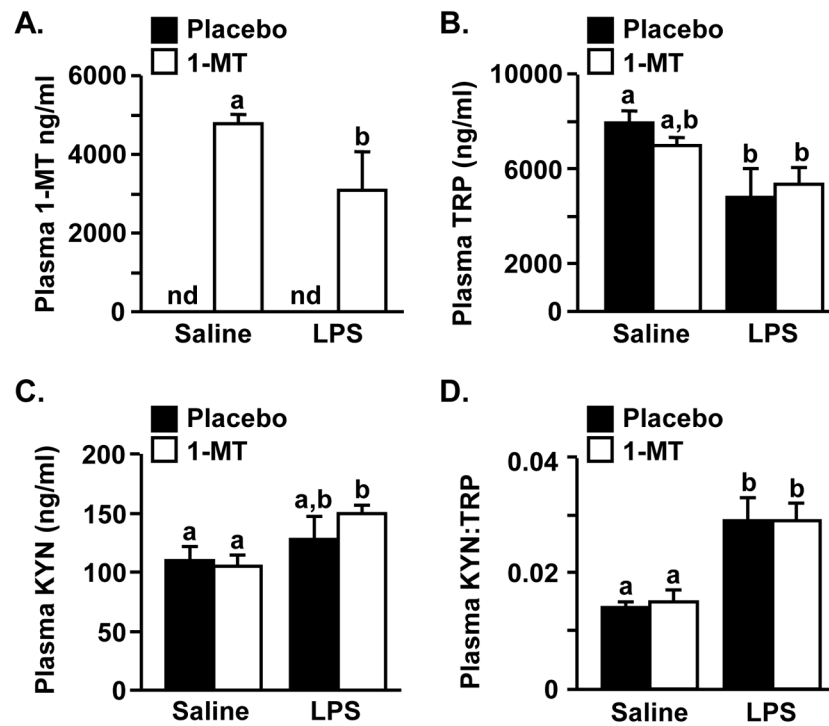 A.
Placebo
1-MT
Plasma 1-MT ng/ml
6000
4000
2000
0
a
b
nd
nd
Saline
LPS
B.
Placebo
1-MT
Plasma TRP (ng/ml)
10000
6000
2000
0
a
a,b
b
b
Saline
LPS
C.
Placebo
1-MT
Plasma KYN (ng/ml)
200
150
100
50
0
a
a
a,b
b
Saline
LPS
D.
Placebo
1-MT
Plasma KYN:TRP
0.04
0.02
0
a
a
b
b
Saline
LPS